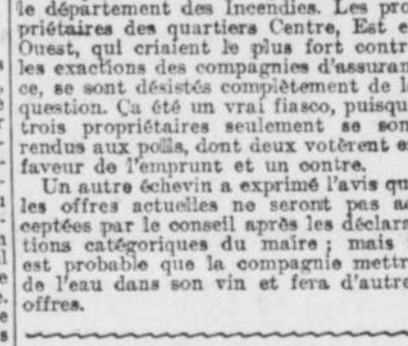 le département des Incendies. Les pro
priétaires des quartiers Centre, Est e
Ouest, qui criaient le plus fort contr
les exactions des compagnies d'assuran
ce, se sont désistés complètement de l
question. Ça été un vrai fiasco, puisqu
trois propriétaires seulement se son
rendus aux polls, dont deux votèrent e
faveur de l'emprunt et un contre.
Un autre échevin a exprimé l'avis qu
les offres actuelles ne seront pas ac
ceptées par le conseil après les déclara
tions catégoriques du maire ; mais
est probable que la compagnie mettr
de l'eau dans son vin et fera d'autre
offres.